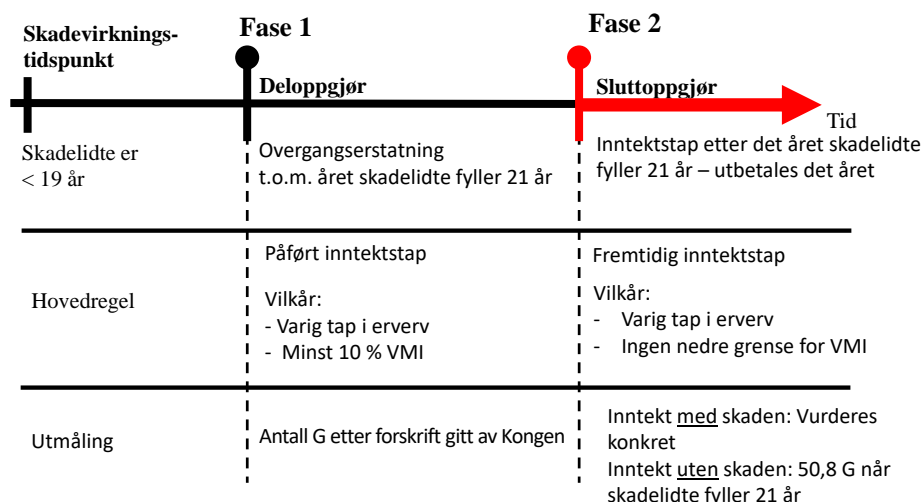 Skadevirknings-
tidspunkt
Fase 1
Fase 2
Deloppgjør
Sluttoppgjør
Tid
Skadelidte er
< 19 år
Overgangserstatning
t.o.m. året skadelidte fyller 21 år
Inntektstap etter det året skadelidte
fyller 21 år – utbetales det året
Hovedregel
Påført inntektstap
Vilkår:
- Varig tap i erverv
- Minst 10 % VMI
Fremtidig inntektstap
Vilkår:
- Varig tap i erverv
- Ingen nedre grense for VMI
Utmåling
Antall G etter forskrift gitt av Kongen
Inntekt med skaden: Vurderes
konkret
Inntekt uten skaden: 50,8 G når
skadelidte fyller 21 år